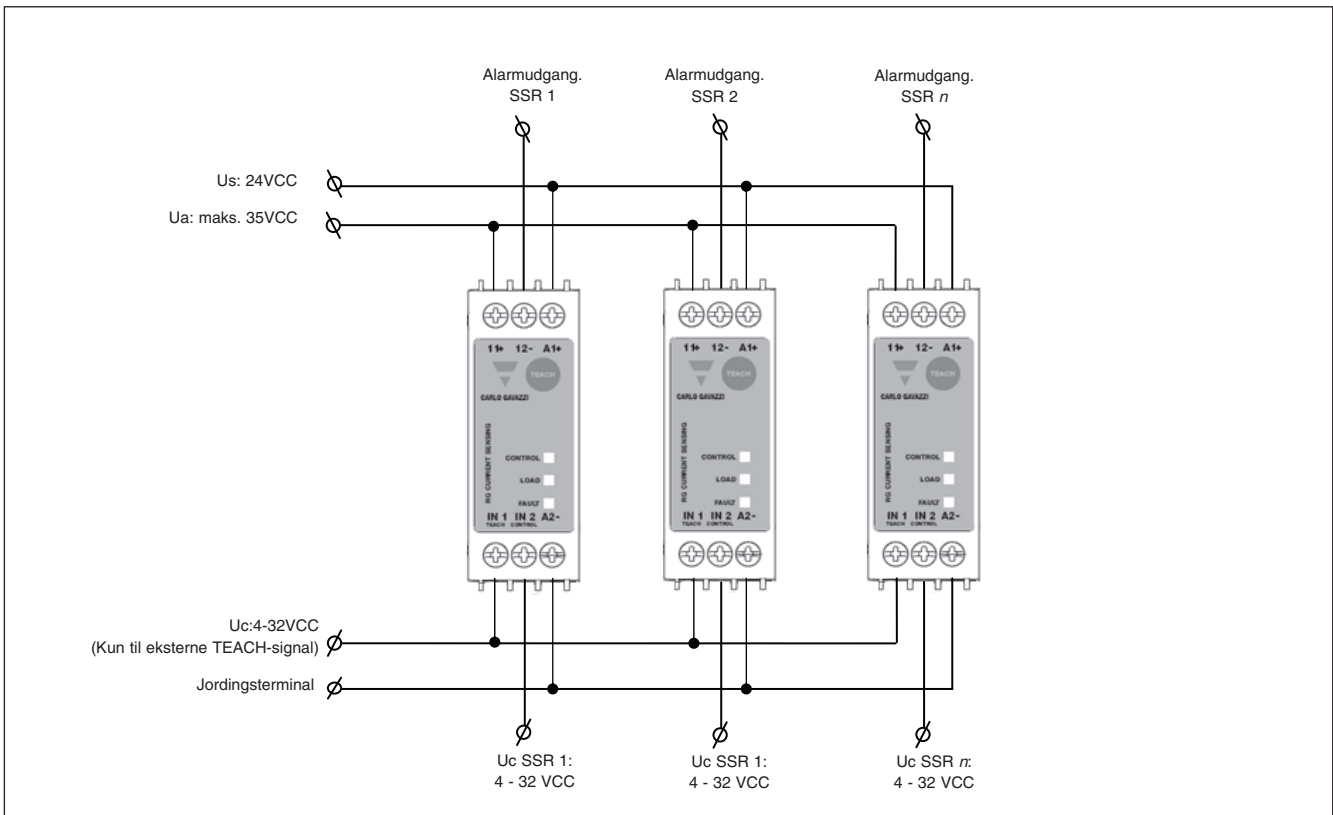 Alarmudgang.
SSR 1
Alarmudgang.
SSR 2
Alarmudgang.
SSR n
Us: 24VCC
Ua: maks. 35VCC
11+ 12- A1+
TEACH
CARLO GAVAZZI
RG CURRENT SENSING
CONTROL
LOAD
FAULT
IN 1 IN 2 A2-
TEACH CONTROL
11+ 12- A1+
TEACH
CARLO GAVAZZI
RG CURRENT SENSING
CONTROL
LOAD
FAULT
IN 1 IN 2 A2-
TEACH CONTROL
11+ 12- A1+
TEACH
CARLO GAVAZZI
RG CURRENT SENSING
CONTROL
LOAD
FAULT
IN 1 IN 2 A2-
TEACH CONTROL
Uc:4-32VCC
(Kun til eksterne TEACH-signal)
Jordingsterminal
Uc SSR 1:
4 - 32 VCC
Uc SSR 1:
4 - 32 VCC
Uc SSR n:
4 - 32 VCC